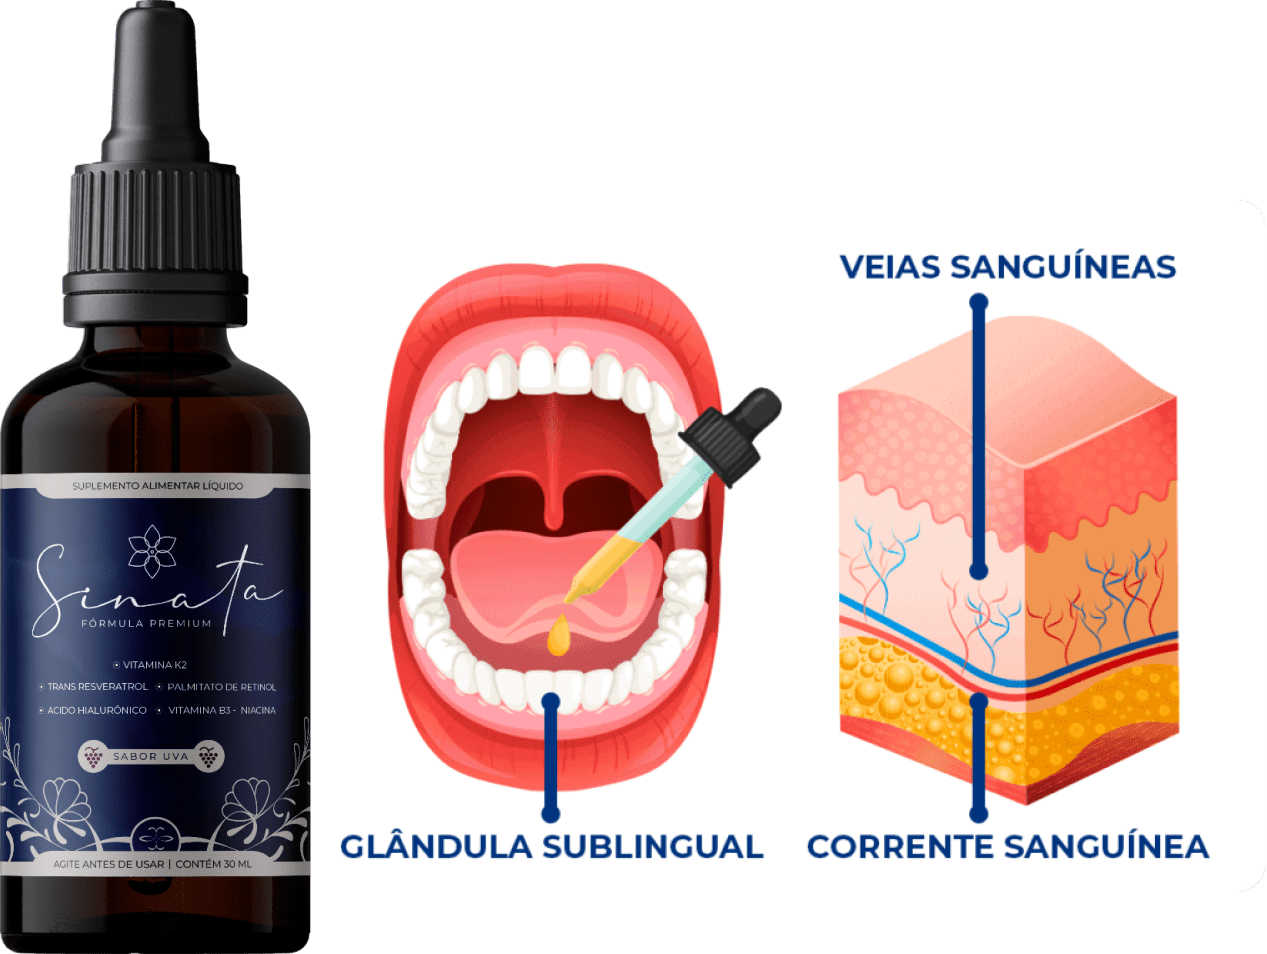 SUPLEMENTO ALIMENTAR LÍQUIDO
Sinata
FÓRMULA PREMIUM
VITAMINA K2
TRANS RESVERATROL PALMITATO DE RETINOL
ACIDO HIALURÔNICO VITAMINA B3 - NIACINA
SABOR UVA
AGITE ANTES DE USAR | CONTÉM 30 ML
GLÂNDULA SUBLINGUAL
VEIAS SANGUÍNEAS
CORRENTE SANGUÍNEA